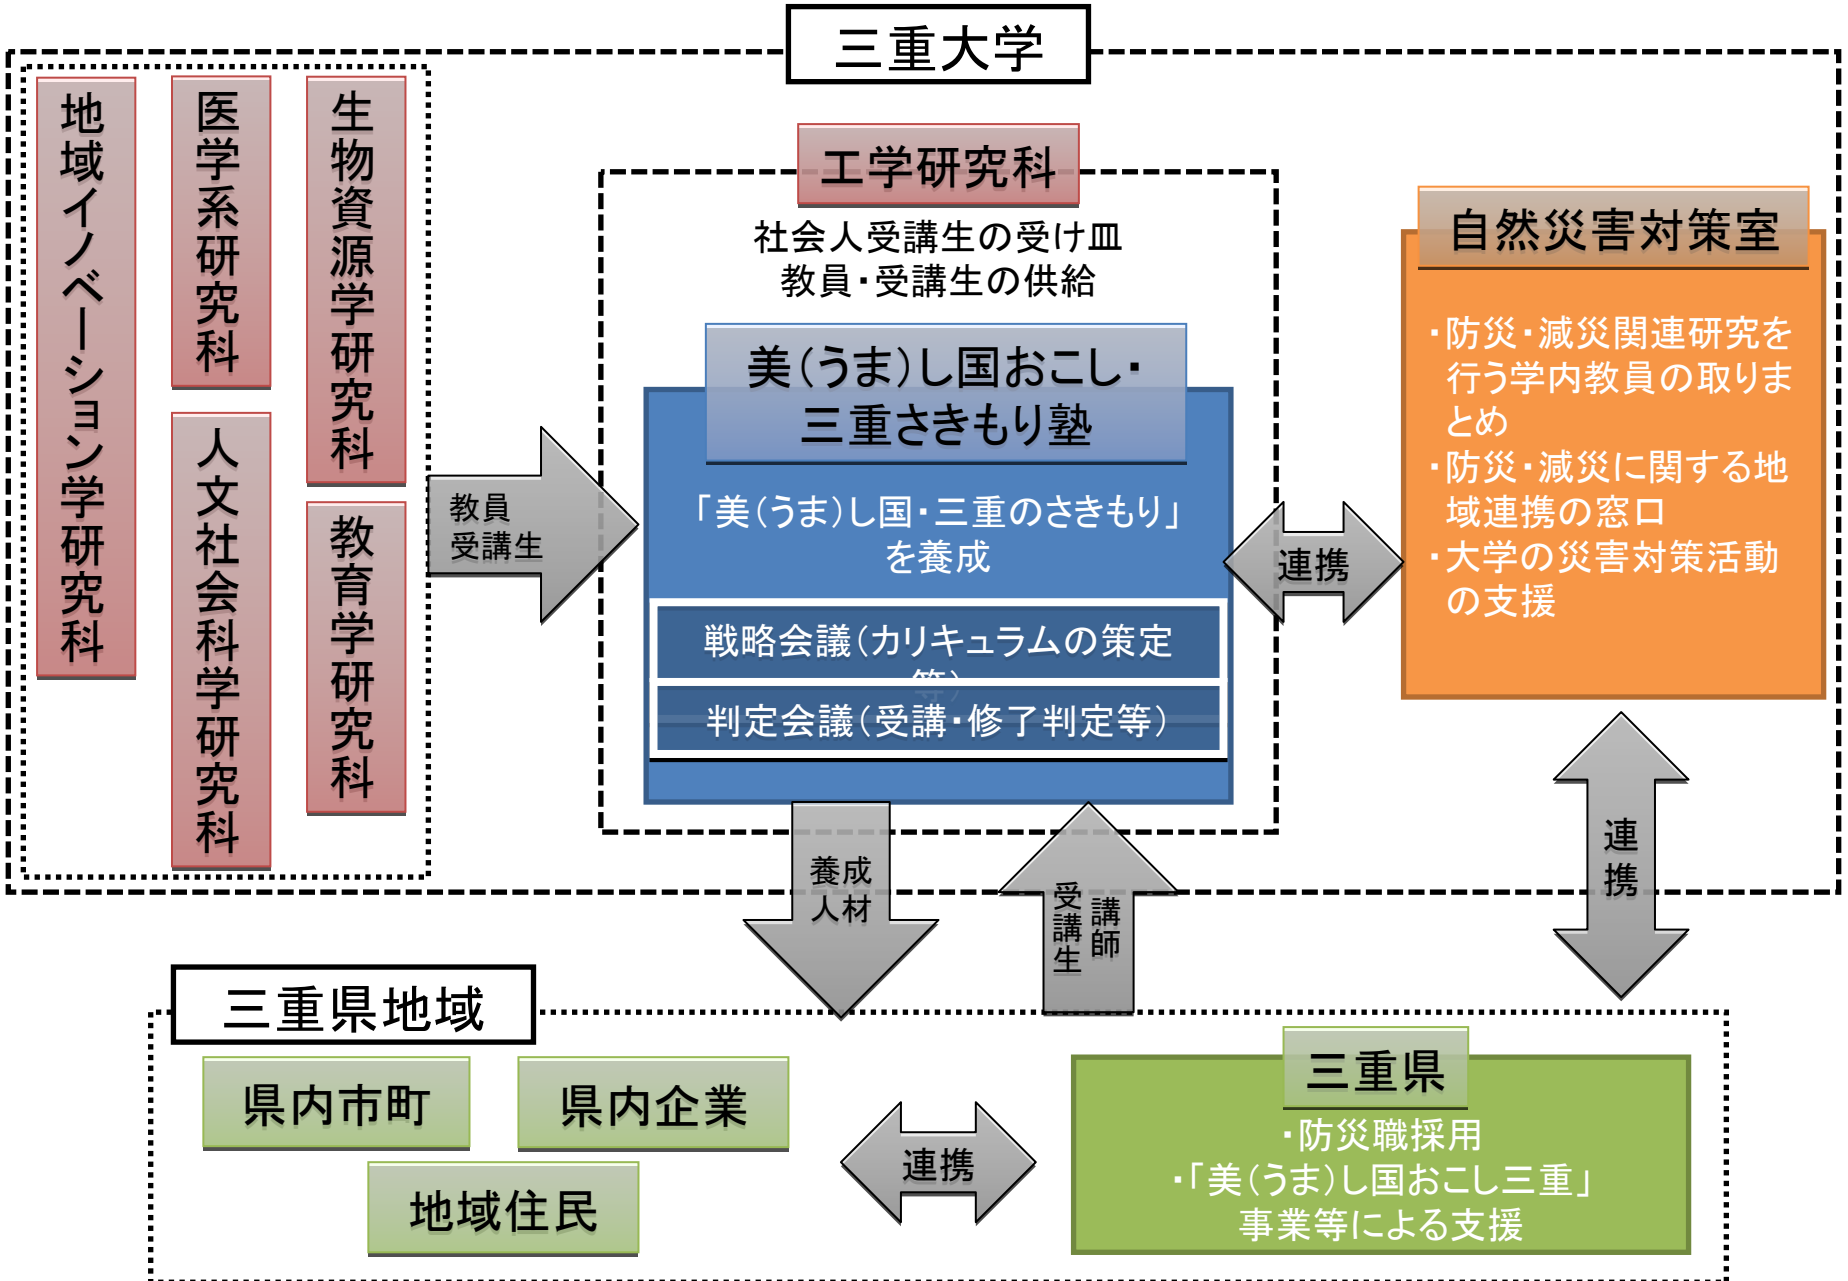 三重大学
地域イノベーション学研究科
医学系研究科
生物資源学研究科
人文社会科学研究科
教育学研究科
教員
受講生
工学研究科
社会人受講生の受け皿
教員・受講生の供給
美（うまし）国おこし・
三重さきもり塾
「美（うま）し国・三重のさきもり」
を養成
戦略会議（カリキュラムの策定
等）
判定会議（受講・修了判定等）
連携
自然災害対策室
・防災・減災関連研究を
行う学内教員の取りま
とめ
・防災・減災に関する地
域連携の窓口
・大学の災害対策活動
の支援
養成
人材
講師
受講生
連携
三重県地域
県内市町
県内企業
地域住民
連携
三重県
・防災職採用
・「美（うま）し国おこし三重」
事業等による支援